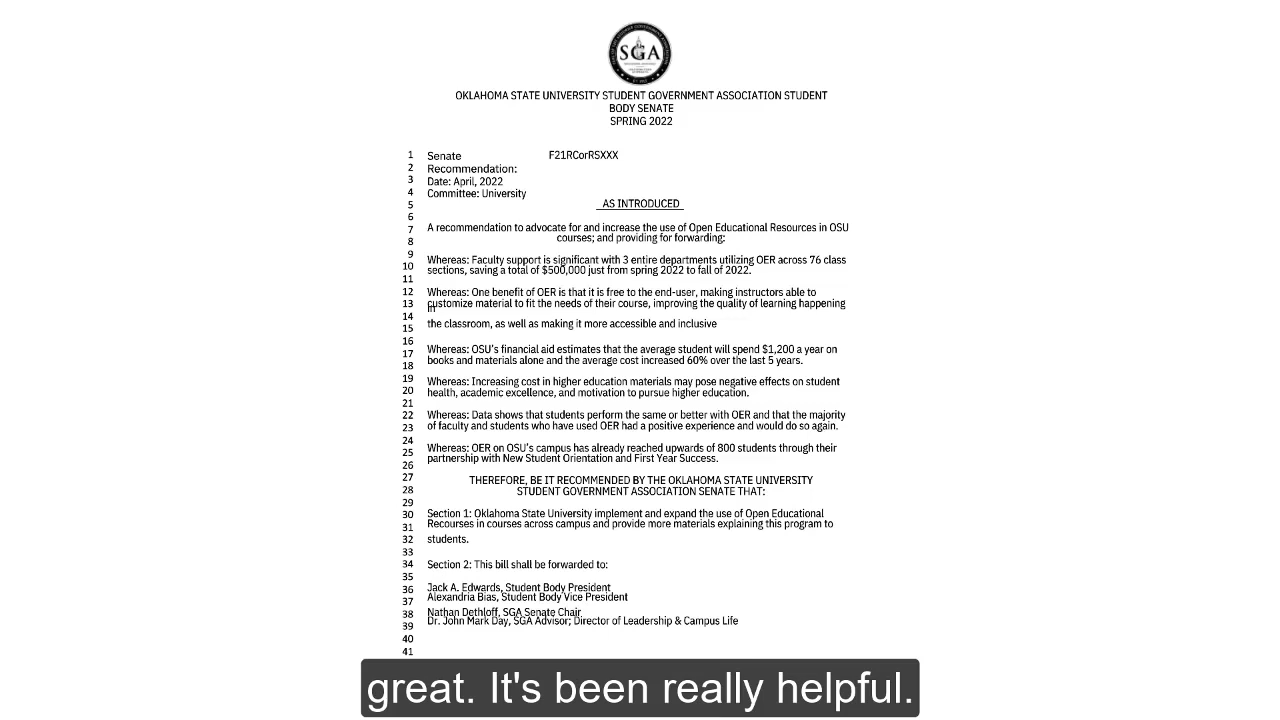 SGA
OKLAHOMA STATE UNIVERSITY STUDENT GOVERNMENT ASSOCIATION STUDENT
BODY SENATE
SPRING 2022
1 Senate F21RCorRSXXX
2 Recommendation:
3 Date: April, 2022
4 Committee: University
5 AS INTRODUCED
6
7 A recommendation to advocate for and increase the use of Open Educational Resources in OSU
8 courses; and providing for forwarding:
9 Whereas: Faculty support is significant with 3 entire departments utilizing OER across 76 class
10 sections, saving a total of $500,000 just from spring 2022 to fall of 2022.
11
12 Whereas: One benefit of OER is that it is free to the end-user, making instructors able to
13 customize material to fit the needs of their course, improving the quality of learning happening
in
14
15 the classroom, as well as making it more accessible and inclusive
16
17 Whereas: OSU's financial aid estimates that the average student will spend $1,200 a year on
18 books and materials alone and the average cost increased 60% over the last 5 years.
19 Whereas: Increasing cost in higher education materials may pose negative effects on student
20 health, academic excellence, and motivation to pursue higher education.
21
22 Whereas: Data shows that students perform the same or better with OER and that the majority
23 of faculty and students who have used OER had a positive experience and would do so again.
24
25 Whereas: OER on OSU's campus has already reached upwards of 800 students through their
26 partnership with New Student Orientation and First Year Success.
27 THEREFORE, BE IT RECOMMENDED BY THE OKLAHOMA STATE UNIVERSITY
28 STUDENT GOVERNMENT ASSOCIATION SENATE THAT:
29
30 Section 1: Oklahoma State University implement and expand the use of Open Educational
31 Recourses in courses across campus and provide more materials explaining this program to
32 students.
33
34 Section 2: This bill shall be forwarded to:
35
36 Jack A. Edwards, Student Body President
37 Alexandria Bias, Student Body Vice President
38 Nathan Dethloff, SGA Senate Chair
39 Dr. John Mark Day, SGA Advisor; Director of Leadership & Campus Life
40
41
great. It's been really helpful.